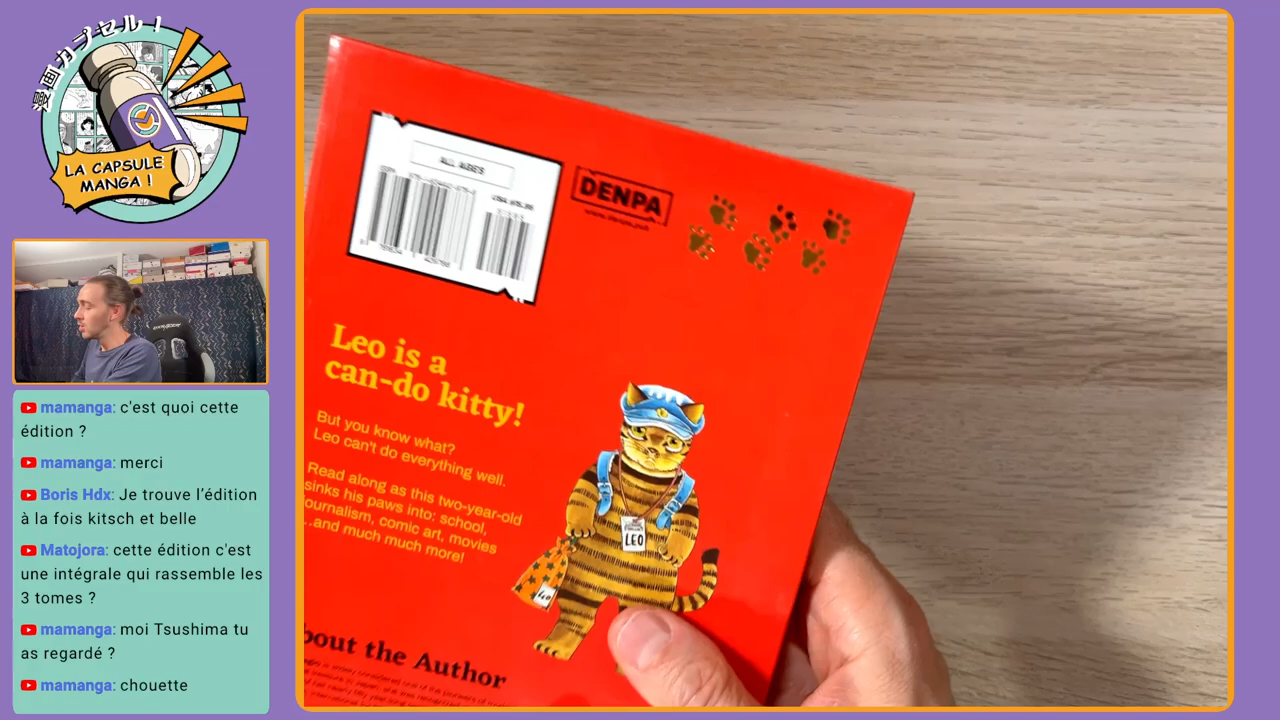 漫画カプセル！
LA CAPSULE
MANGA !
mamanga: c'est quoi cette
édition ?
mamanga: merci
Boris Hdx: Je trouve l'édition
à la fois kitsch et belle
Matojora: cette édition c'est
une intégrale qui rassemble les
3 tomes ?
mamanga: moi Tsushima tu
as regardé ?
mamanga: chouette
ALL AGES
DENPA
www.denpa.pub
Leo is a
can-do kitty!
But you know what?
Leo can't do everything well.
Read along as this two-year-old
sinks his paws into: school,
journalism, comic art, movies
...and much much more!
LEO
Leo
bout the Author